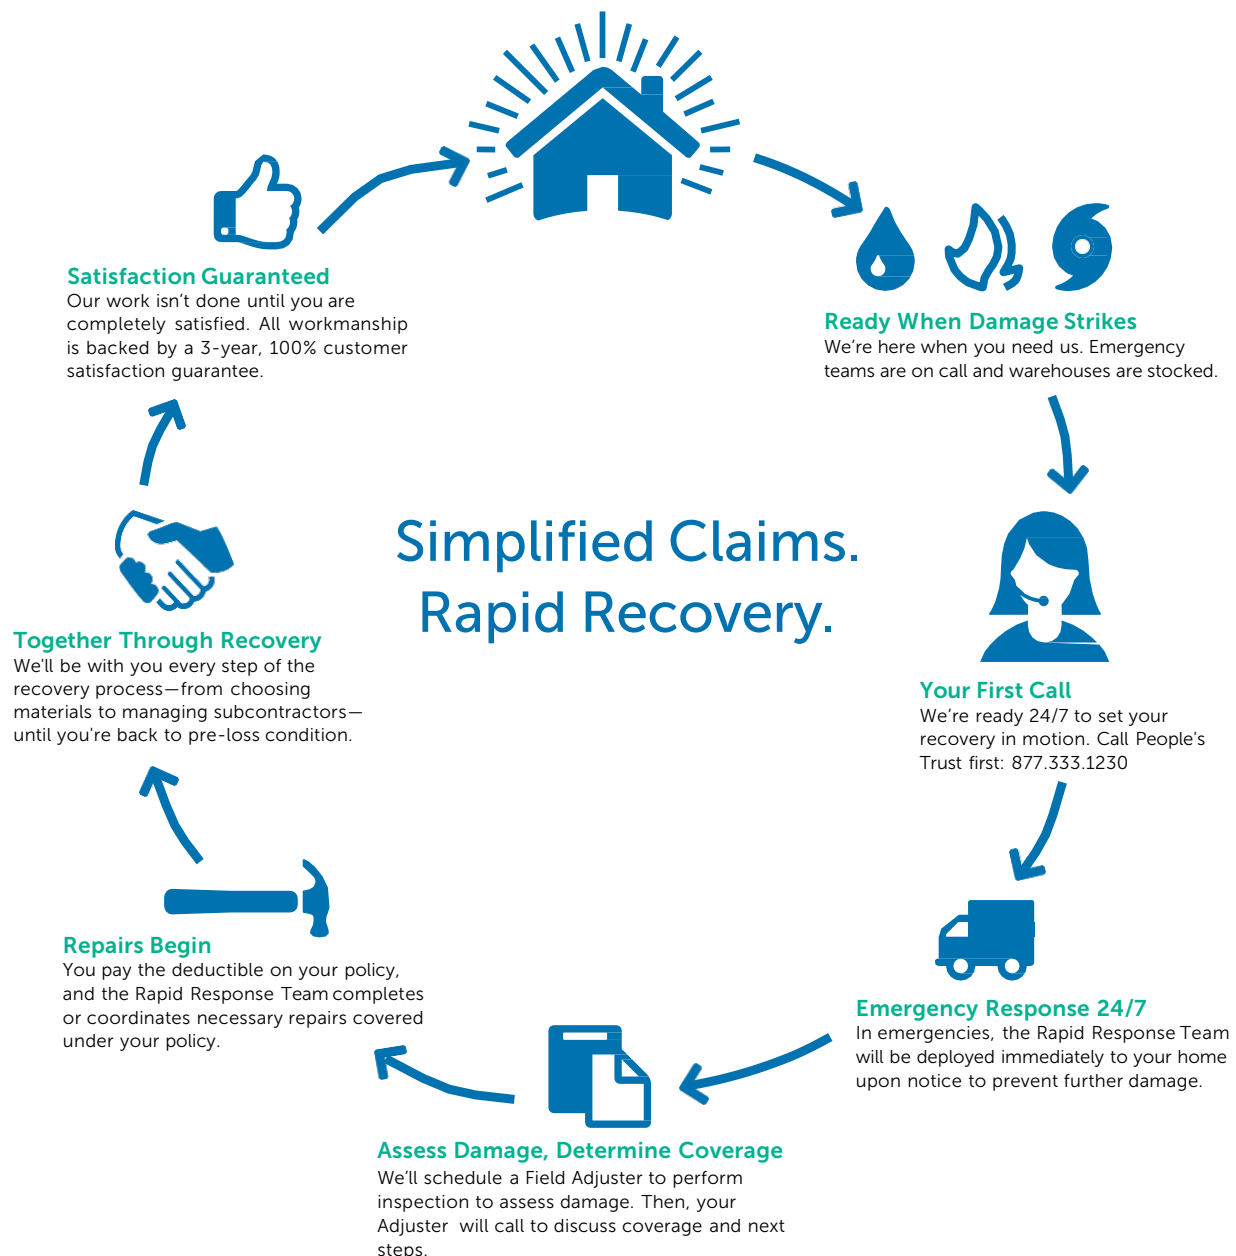 Satisfaction Guaranteed
Our work isn’t done until you are
completely satisfied. All workmanship
is backed by a 3-year, 100% customer
satisfaction guarantee.
Ready When Damage Strikes
We’re here when you need us. Emergency
teams are on call and warehouses are stocked.
Simplified Claims.
Rapid Recovery.
Together Through Recovery
We'll be with you every step of the
recovery process—from choosing
materials to managing subcontractors—
until you're back to pre-loss condition.
Your First Call
We’re ready 24/7 to set your
recovery in motion. Call People's
Trust first: 877.333.1230
Repairs Begin
You pay the deductible on your policy,
and the Rapid Response Team completes
or coordinates necessary repairs covered
under your policy.
Emergency Response 24/7
In emergencies, the Rapid Response Team
will be deployed immediately to your home
upon notice to prevent further damage.
Assess Damage, Determine Coverage
We’ll schedule a Field Adjuster to perform
inspection to assess damage. Then, your
Adjuster will call to discuss coverage and next
steps.